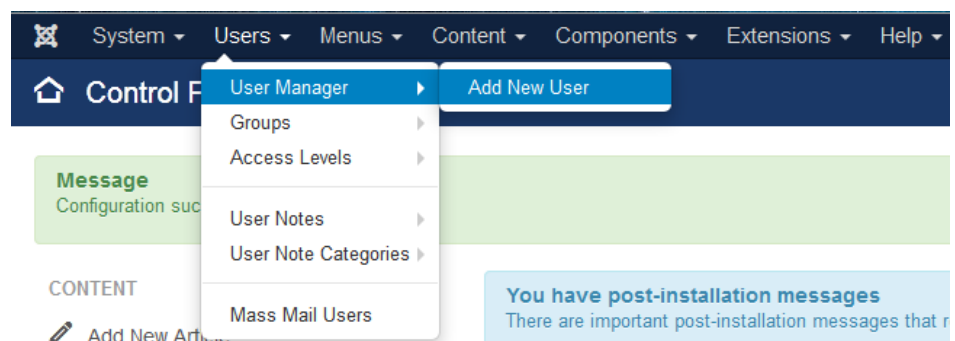 System Users Menus Content Components Extensions Help
Control
User Manager Add New User
Groups
Access Levels
Message
Configuration
User Notes
User Note Categories
CONTENT
You have post-installation messages
Mass Mail Users
There are important post-installation messages that
Add New